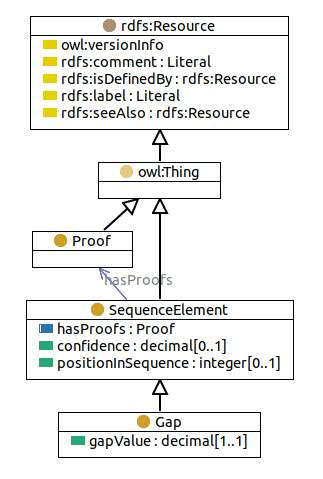 rdfs:Resource
owl:versionInfo
rdfs:comment : Literal
rdfs:isDefinedBy : rdfs:Resource
rdfs:label : Literal
rdfs:seeAlso : rdfs:Resource
owl:Thing
Proof
hasProofs
SequenceElement
hasProofs : Proof
confidence : decimal[0..1]
positionInSequence : integer[0..1]
Gap
gapValue : decimal[1..1]